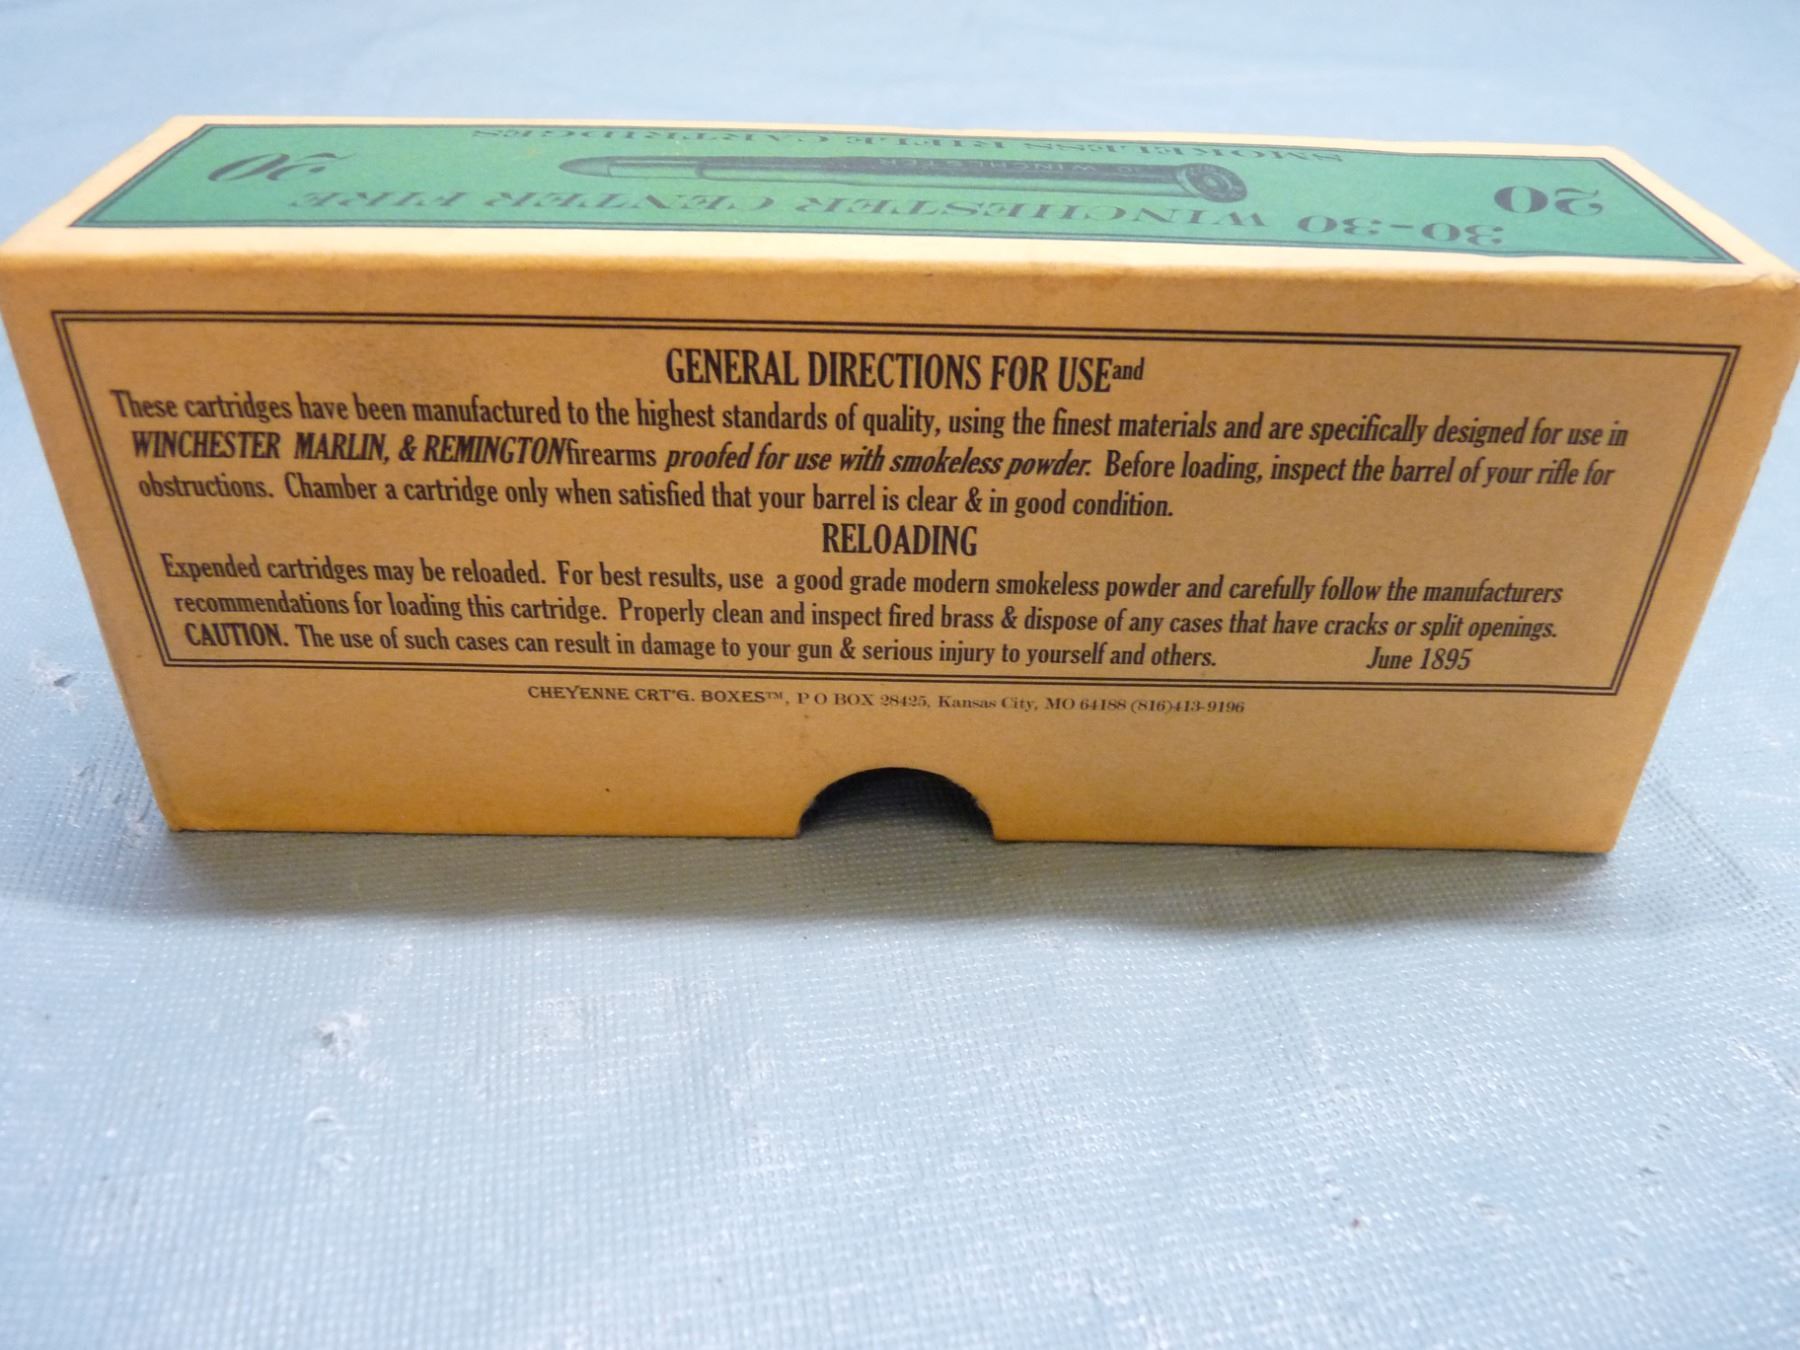 SMOKELESS RIFLE CARTRIDGES
20
WINCHESTER
20
30-30 WINCHESTER CENTER FIRE
GENERAL DIRECTIONS FOR USE and
These cartridges have been manufactured to the highest standards of quality, using the finest materials and are specifically designed for use in
WINCHESTER MARLIN, & REMINGTONfirearms proofed for use with smokeless powder. Before loading, inspect the barrel of your rifle for
obstructions. Chamber a cartridge only when satisfied that your barrel is clear & in good condition.
RELOADING
Expended cartridges may be reloaded. For best results, use a good grade modern smokeless powder and carefully follow the manufacturers
recommendations for loading this cartridge. Properly clean and inspect fired brass & dispose of any cases that have cracks or split openings.
CAUTION. The use of such cases can result in damage to your gun & serious injury to yourself and others. June 1895
CHEYENNE CRT'G. BOXES™, P O BOX 28425, Kansas City, MO 64188 (816)413-9196